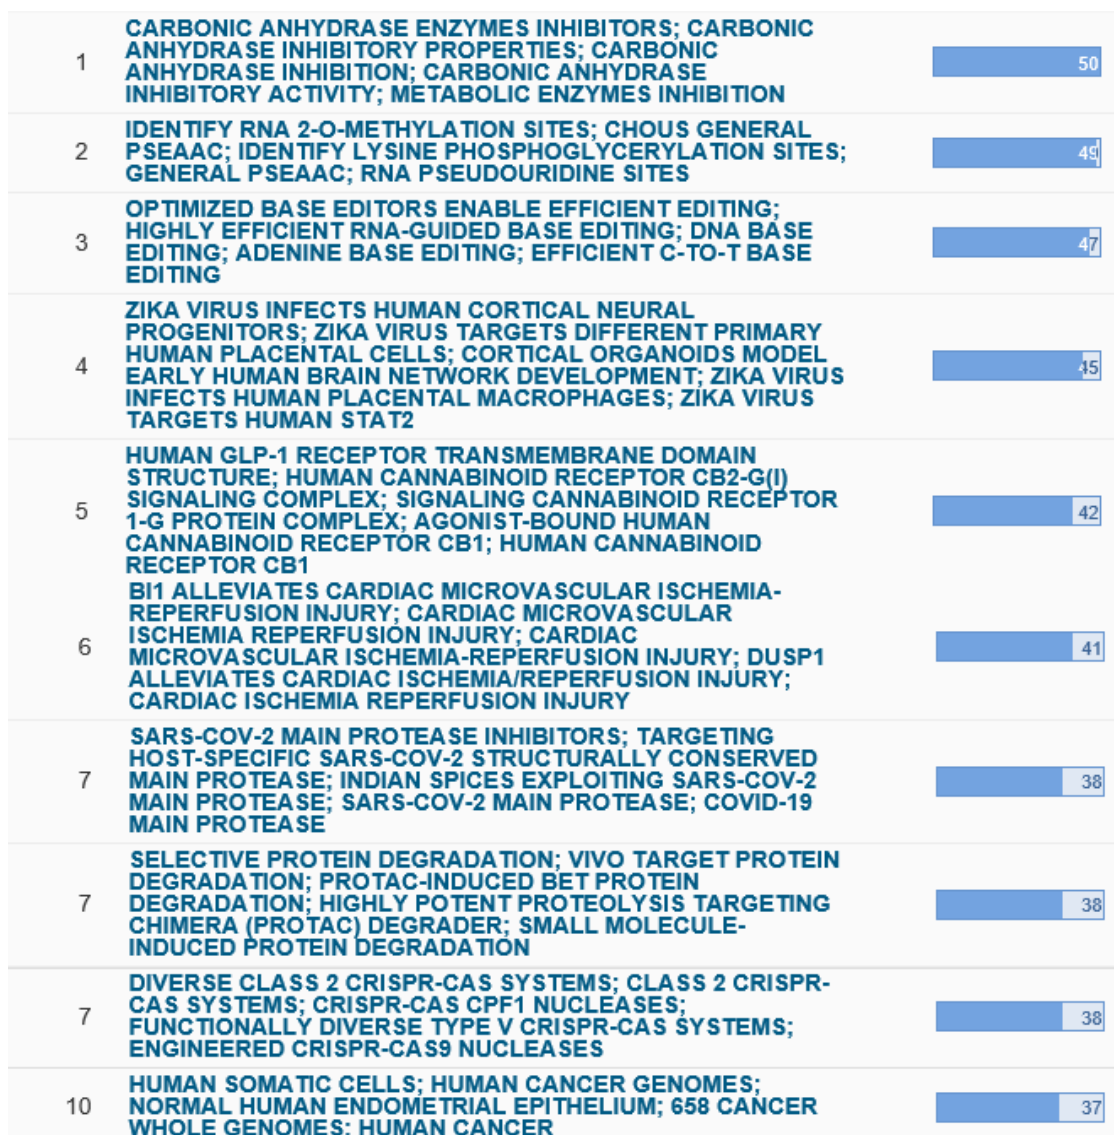 1
CARBONIC ANHYDRASE ENZYMES INHIBITORS; CARBONIC
ANHYDRASE INHIBITORY PROPERTIES; CARBONIC
ANHYDRASE INHIBITION; CARBONIC ANHYDRASE
INHIBITORY ACTIVITY; METABOLIC ENZYMES INHIBITION
50
2
IDENTIFY RNA 2-O-METHYLATION SITES; CHOUS GENERAL
PSEAAC; IDENTIFY LYSINE PHOSPHOGLYCERYLATION SITES;
GENERAL PSEAAC; RNA PSEUDOURIDINE SITES
49
3
OPTIMIZED BASE EDITORS ENABLE EFFICIENT EDITING;
HIGHLY EFFICIENT RNA-GUIDED BASE EDITING; DNA BASE
EDITING; ADENINE BASE EDITING; EFFICIENT C-TO-T BASE
EDITING
47
4
ZIKA VIRUS INFECTS HUMAN CORTICAL NEURAL
PROGENITORS; ZIKA VIRUS TARGETS DIFFERENT PRIMARY
HUMAN PLACENTAL CELLS; CORTICAL ORGANOIDS MODEL
EARLY HUMAN BRAIN NETWORK DEVELOPMENT; ZIKA VIRUS
INFECTS HUMAN PLACENTAL MACROPHAGES; ZIKA VIRUS
TARGETS HUMAN STAT2
45
5
HUMAN GLP-1 RECEPTOR TRANSMEMBRANE DOMAIN
STRUCTURE; HUMAN CANNABINOID RECEPTOR CB2-G(I)
SIGNALING COMPLEX; SIGNALING CANNABINOID RECEPTOR
1-G PROTEIN COMPLEX; AGONIST-BOUND HUMAN
CANNABINOID RECEPTOR CB1; HUMAN CANNABINOID
RECEPTOR CB1
42
6
BI1 ALLEVIATES CARDIAC MICROVASCULAR ISCHEMIA-
REPERFUSION INJURY; CARDIAC MICROVASCULAR
ISCHEMIA REPERFUSION INJURY; CARDIAC
MICROVASCULAR ISCHEMIA-REPERFUSION INJURY; DUSP1
ALLEVIATES CARDIAC ISCHEMIA/REPERFUSION INJURY;
CARDIAC ISCHEMIA REPERFUSION INJURY
41
7
SARS-COV-2 MAIN PROTEASE INHIBITORS; TARGETING
HOST-SPECIFIC SARS-COV-2 STRUCTURALLY CONSERVED
MAIN PROTEASE; INDIAN SPICES EXPLOITING SARS-COV-2
MAIN PROTEASE; SARS-COV-2 MAIN PROTEASE; COVID-19
MAIN PROTEASE
38
7
SELECTIVE PROTEIN DEGRADATION; VIVO TARGET PROTEIN
DEGRADATION; PROTAC-INDUCED BET PROTEIN
DEGRADATION; HIGHLY POTENT PROTEOLYSIS TARGETING
CHIMERA (PROTAC) DEGRADER; SMALL MOLECULE-
INDUCED PROTEIN DEGRADATION
38
7
DIVERSE CLASS 2 CRISPR-CAS SYSTEMS; CLASS 2 CRISPR-
CAS SYSTEMS; CRISPR-CAS CPF1 NUCLEASES;
FUNCTIONALLY DIVERSE TYPE V CRISPR-CAS SYSTEMS;
ENGINEERED CRISPR-CAS9 NUCLEASES
38
10
HUMAN SOMATIC CELLS; HUMAN CANCER GENOMES;
NORMAL HUMAN ENDOMETRIAL EPITHELIUM; 658 CANCER
WHOLE GENOMES; HUMAN CANCER
37